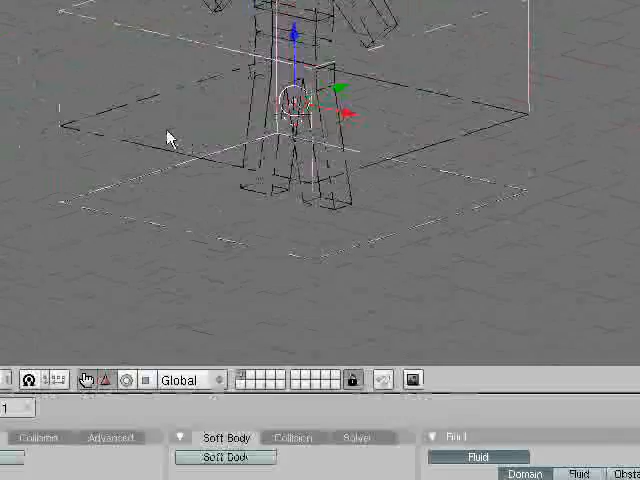 Global
1
Collision Advanced Soft Body Collision Solver Fluid
Soft Body Fluid
Domain Fluid Obsta